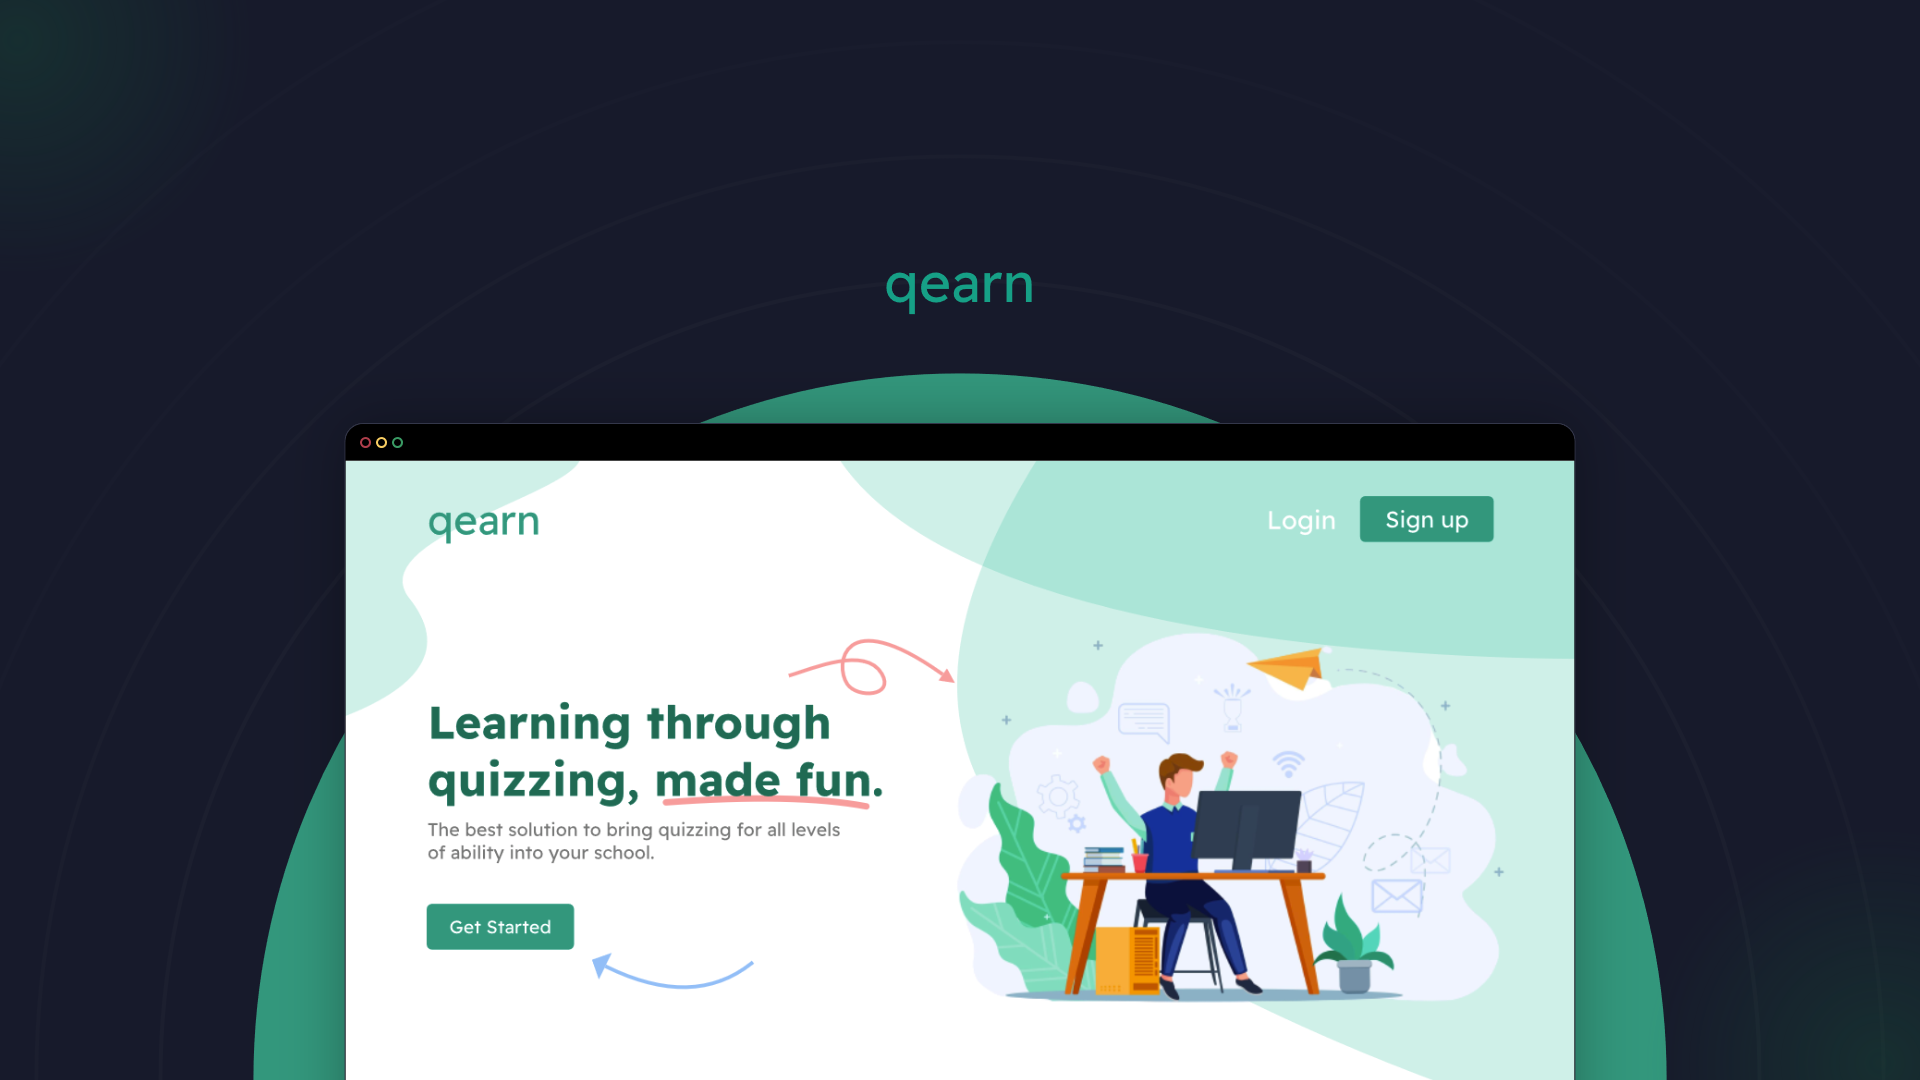 qearn
qearn
Login
Sign up
Learning through
quizzing, made fun.
The best solution to bring quizzing for all levels
of ability into your school.
Get Started